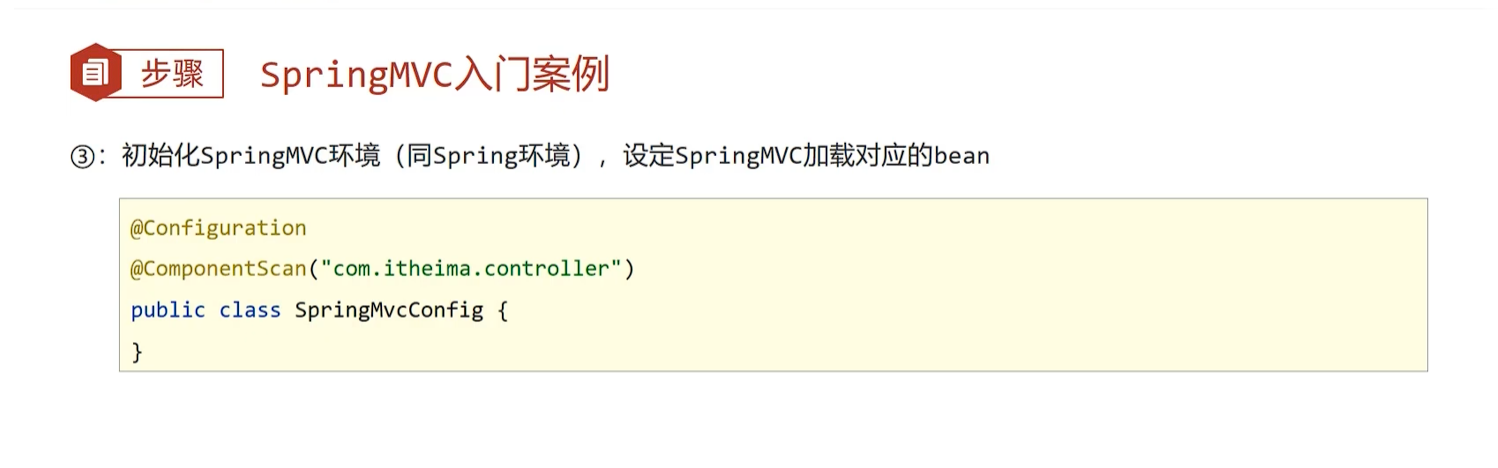 步骤
SpringMVC入门案例
③：初始化SpringMVC环境（同Spring环境），设定SpringMVC加载对应的bean
@Configuration
@ComponentScan("com.itheima.controller")
public class SpringMvcConfig {
}